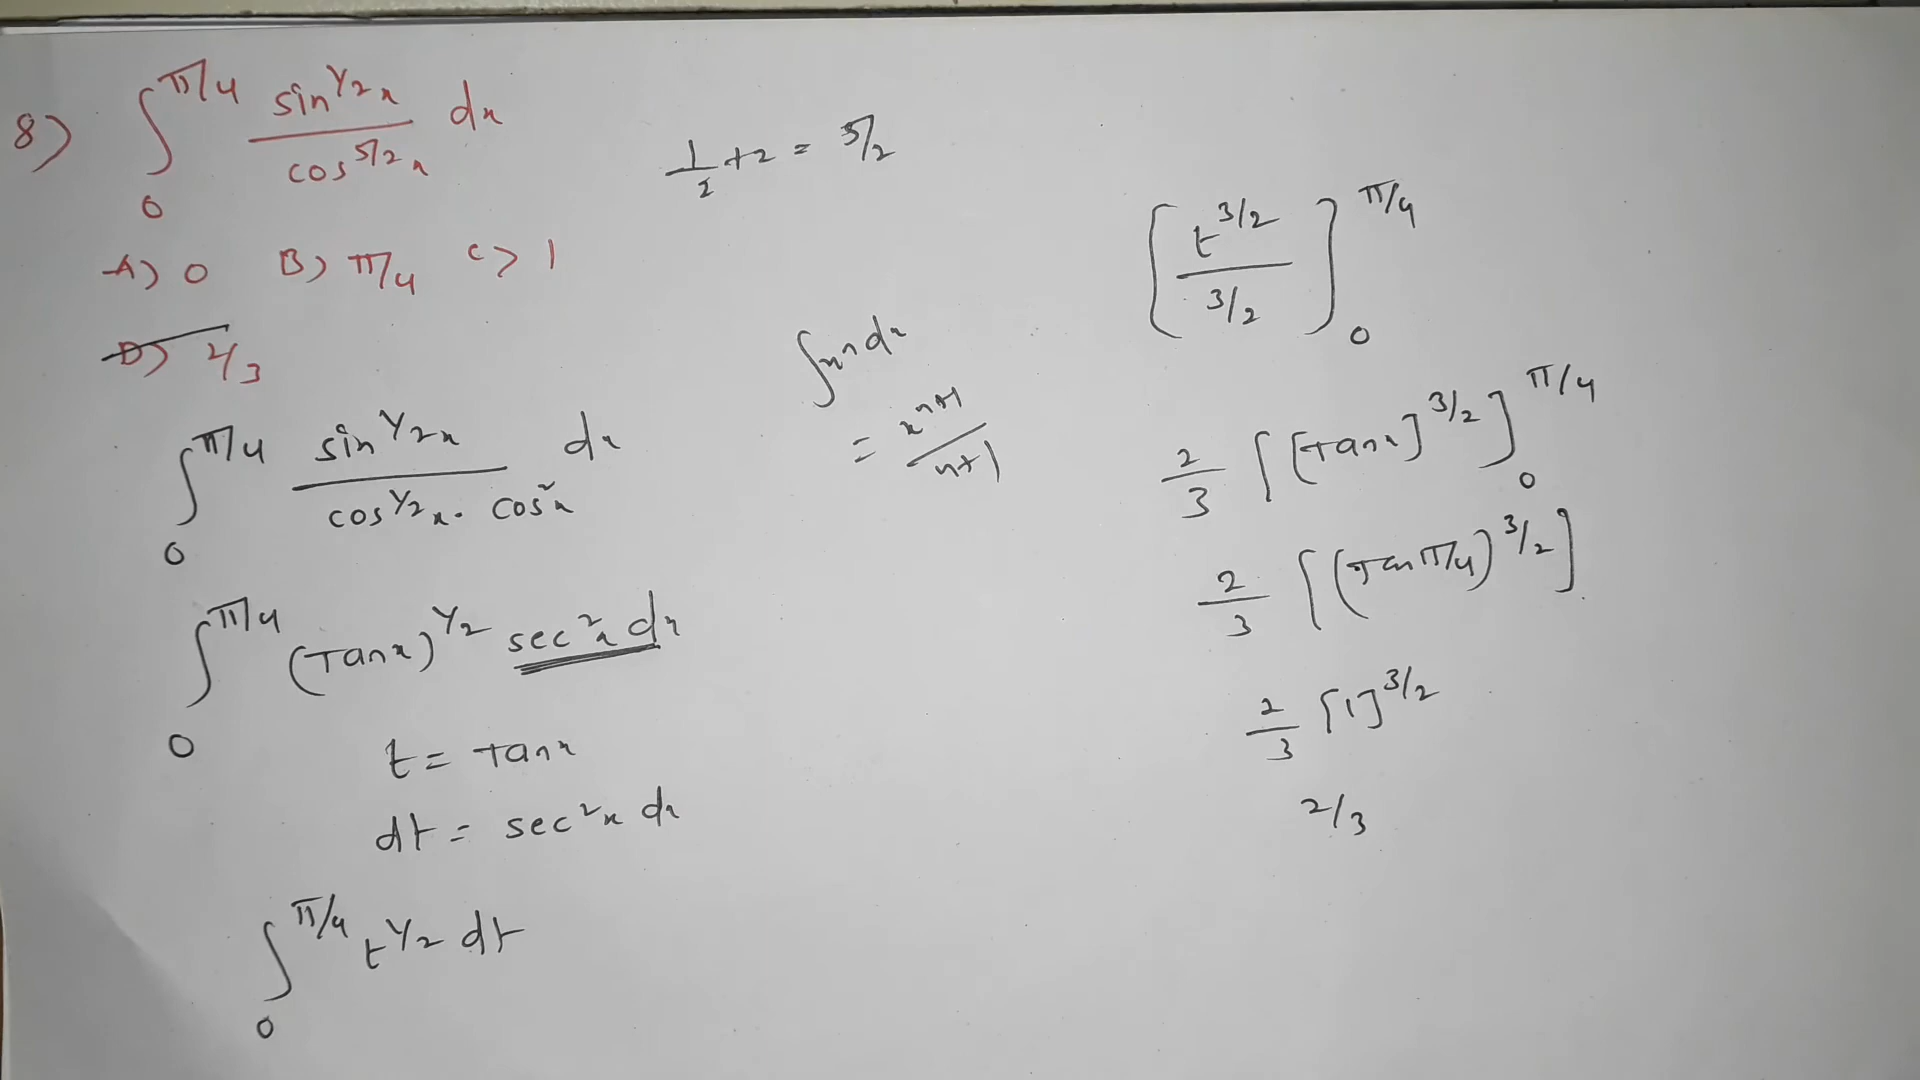 8) ∫₀^π/4 sin^1/2 x / cos^5/2 x dx
A) 0 B) π/4 C) 1
D) 2/3
∫₀^π/4 sin^1/2 x / cos^1/2 x . cos²x dx
∫₀^π/4 (Tanx)^1/2 sec²x dx
t = Tanx
dt = sec²x dx
∫₀^π/4 t^1/2 dt
1/2 + 2 = 5/2
∫xⁿdx
= x^n+1 / n+1
[t^3/2 / 3/2]₀^π/4
2/3 [[Tanx]^3/2]₀^π/4
2/3 [(Tan π/4)^3/2]
2/3 [1]^3/2
2/3